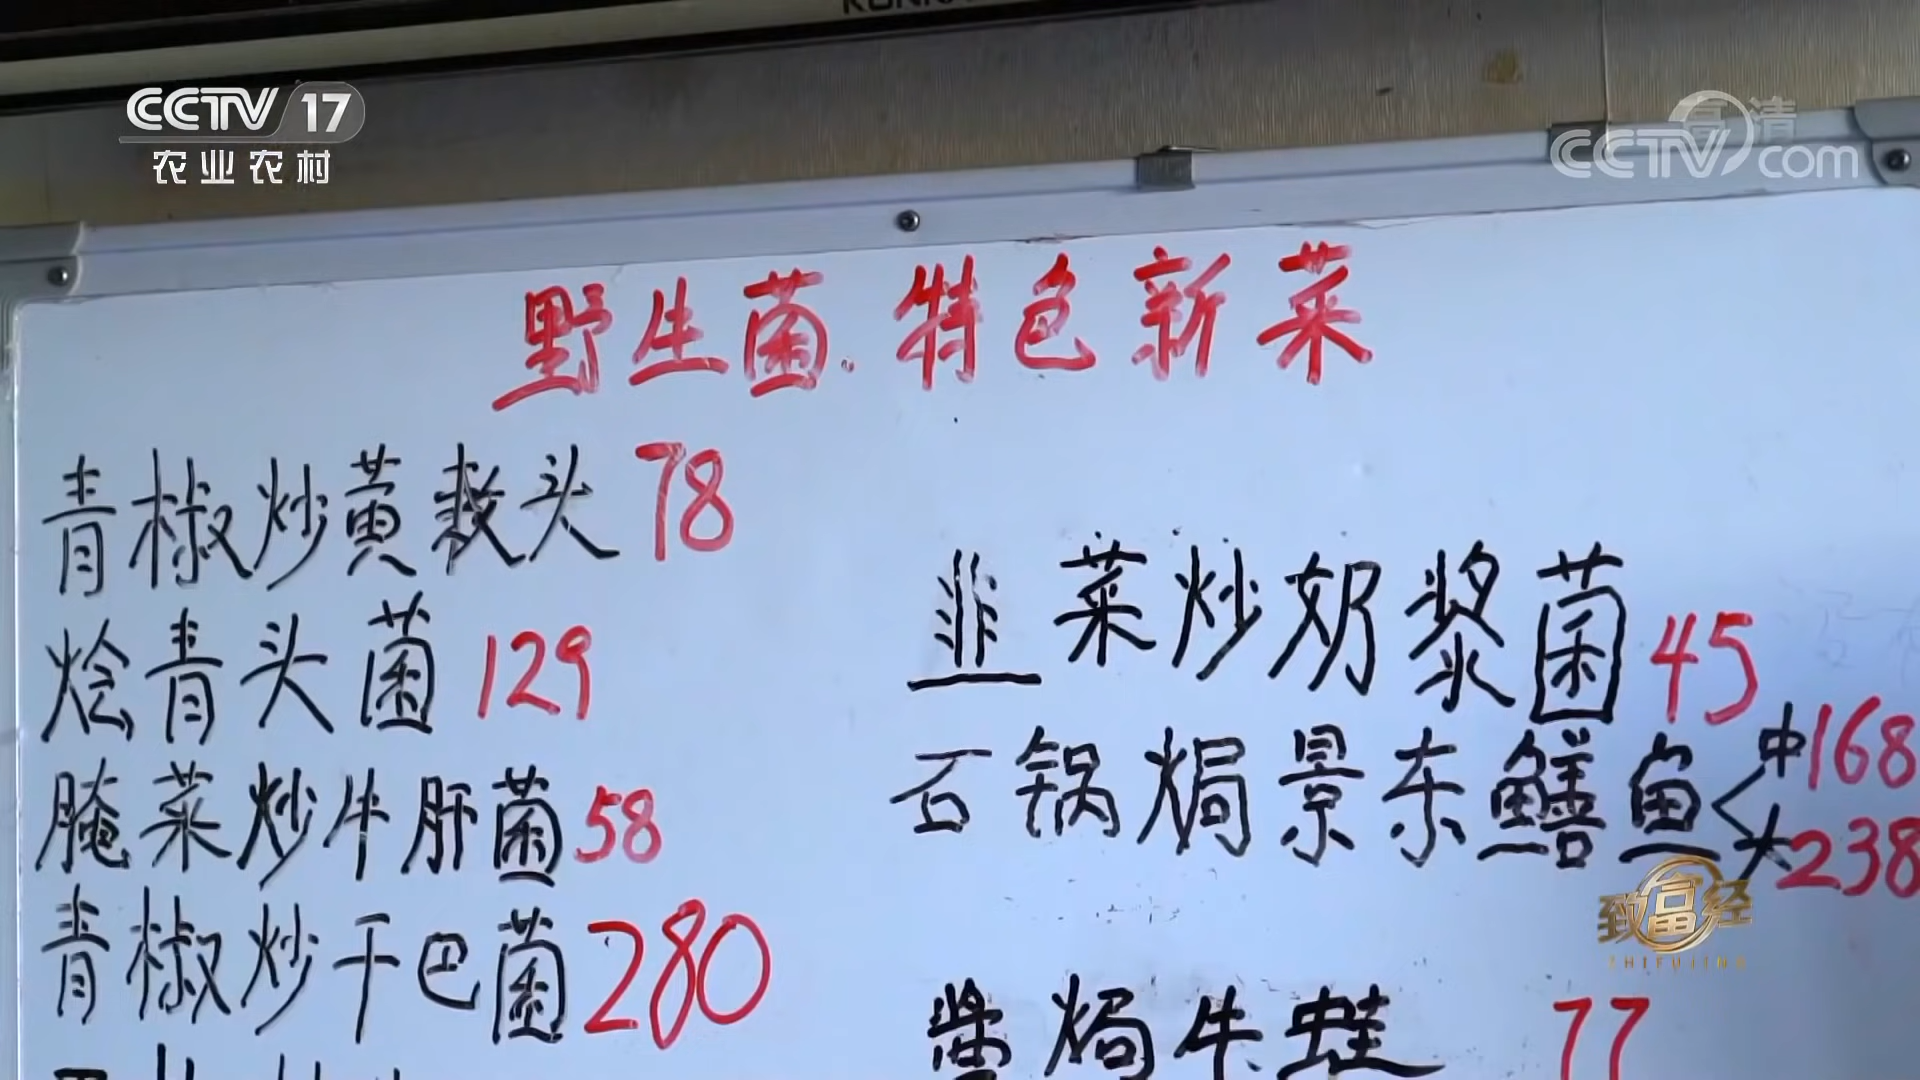 KONKA
CCTV 17
农业农村
高清
CCTV com
野生菌.特色新菜
青椒炒黄敖头 78
烩青头菌 129
腌菜炒牛肝菌 58
青椒炒干巴菌 280
韭菜炒奶浆菌 45
石锅焗景东鳝鱼 中168
大238
酱焗牛蛙 77
致富经
ZHIFUJING